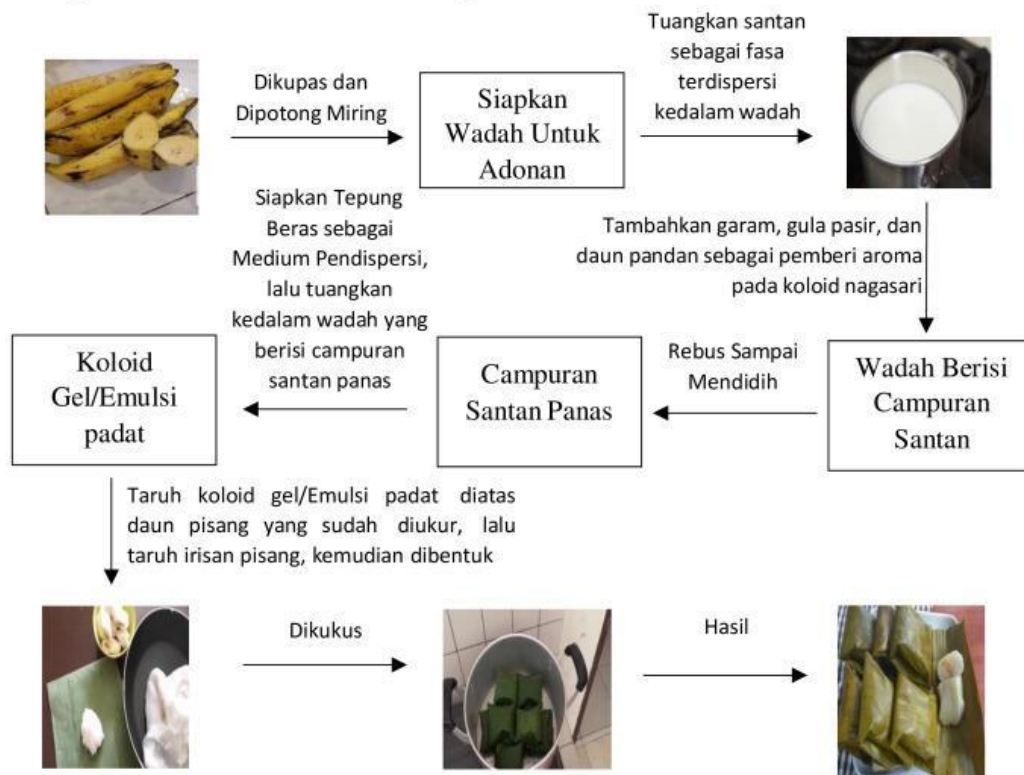 Dikupas dan
Dipotong Miring
Siapkan
Wadah Untuk
Adonan
Tuangkan santan
sebagai fasa
terdispersi
kedalam wadah
Tambahkan garam, gula pasir, dan
daun pandan sebagai pemberi aroma
pada koloid nagasari
Wadah Berisi
Campuran
Santan
Rebus Sampai
Mendidih
Campuran
Santan Panas
Siapkan Tepung
Beras sebagai
Medium Pendispersi,
lalu tuangkan
kedalam wadah yang
berisi campuran
santan panas
Koloid
Gel/Emulsi
padat
Taruh koloid gel/Emulsi padat diatas
daun pisang yang sudah diukur, lalu
taruh irisan pisang, kemudian dibentuk
Dikukus
Hasil